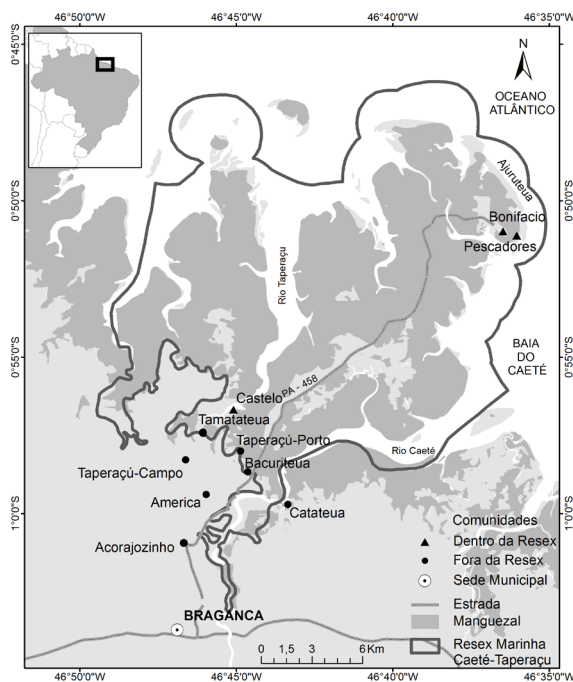 46°50'0"W 46°45'0"W 46°40'0"W 46°35'0"W
0°45'0"S
N
OCEANO
ATLÂNTICO
Ajuruteua
0°50'0"S
Bonifacio
Pescadores
Rio Taperaçu
0°55'0"S
BAIA
DO
CAETÉ
PA - 458
Castelo
Tamatateua
Taperaçú-Porto
Rio Caeté
Bacuriteua
Taperaçú-Campo
America
1°0'0"S
Catateua
Acorajozinho
BRAGANCA
Comunidades
Dentro da Resex
Fora da Resex
Sede Municipal
Estrada
Manguezal
Resex Marinha
Caeté-Taperaçu
0 1,5 3 6 Km
46°50'0"W 46°45'0"W 46°40'0"W 46°35'0"W
0°45'0"S
0°50'0"S
0°55'0"S
1°0'0"S